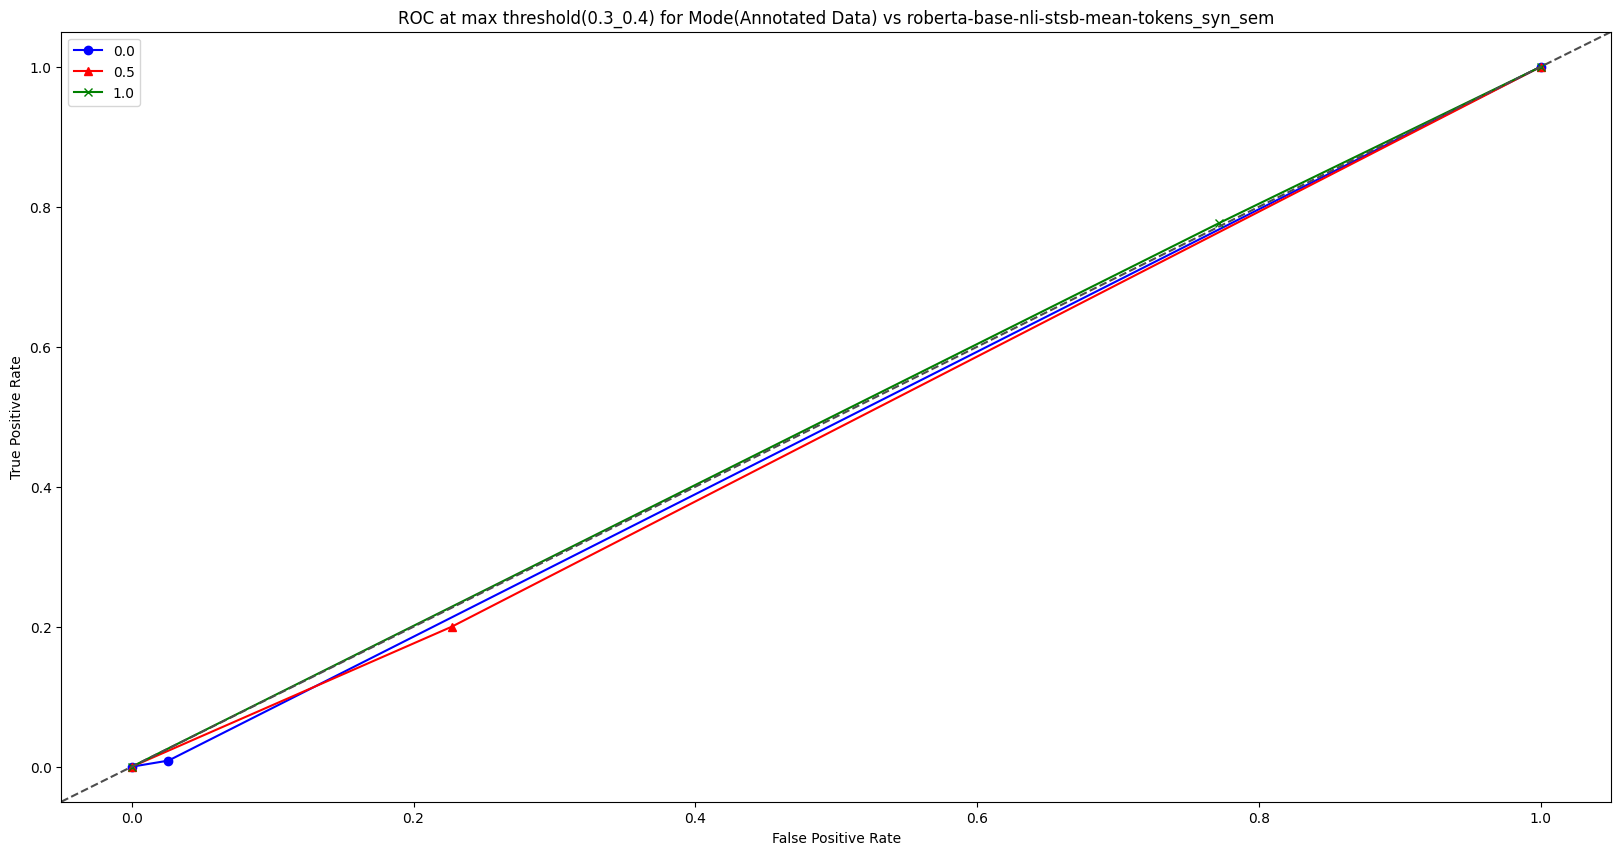 ROC at max threshold(0.3_0.4) for Mode(Annotated Data) vs roberta-base-nli-stsb-mean-tokens_syn_sem
0.0
0.5
1.0
True Positive Rate
1.0
0.8
0.6
0.4
0.2
0.0
0.0 0.2 0.4 0.6 0.8 1.0
False Positive Rate